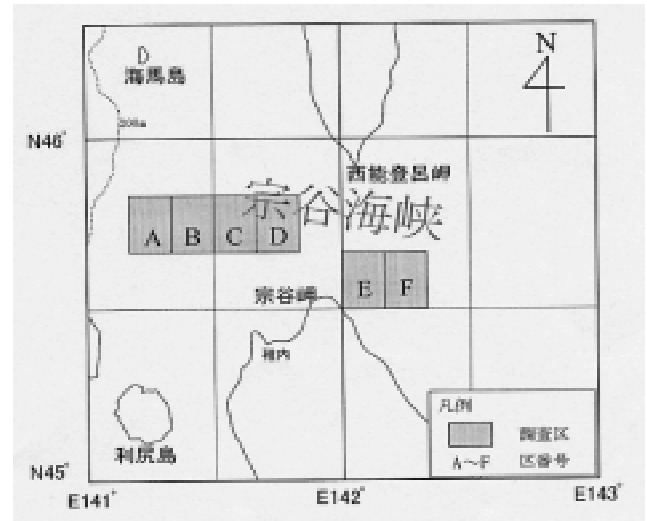 N
海馬島
200m
N46°
西能登呂岬
宗谷海峡
A B C D
E F
宗谷岬
稚内
凡例
調査区
A～F 区番号
利尻島
N45°
E141° E142° E143°